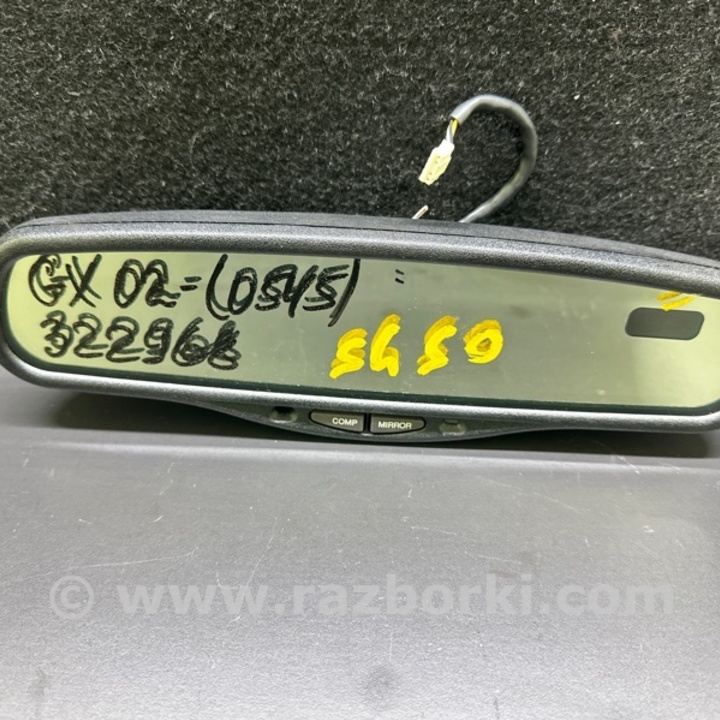 GX 02=(0545) "
322968
5450
COMP MIRROR
© www.razborki.com